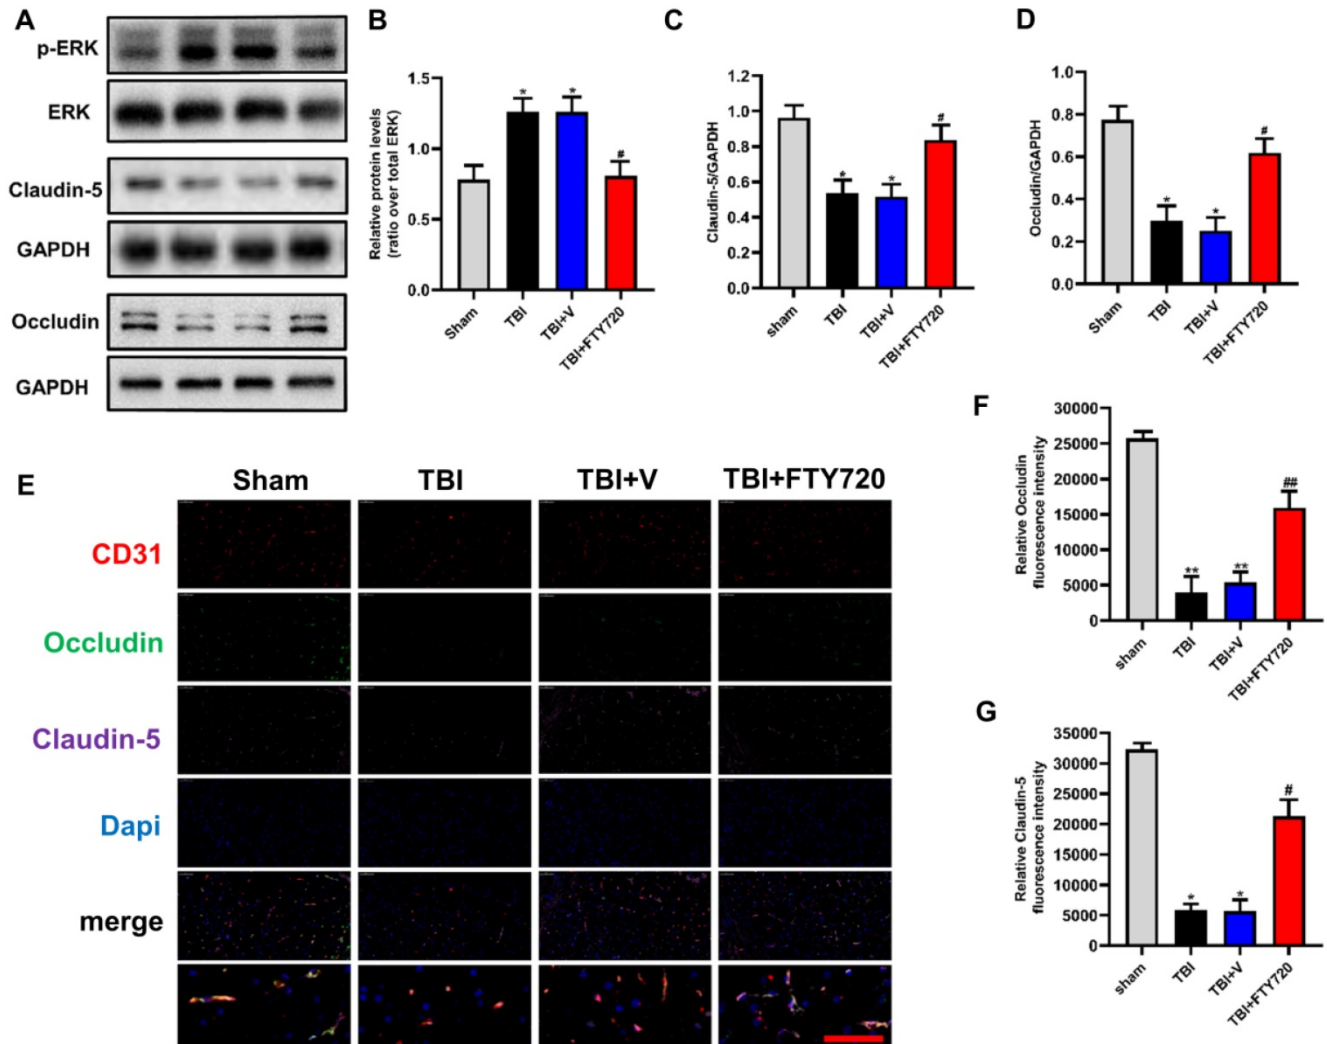 A
p-ERK
ERK
Claudin-5
GAPDH
Occludin
GAPDH
B
Relative protein levels
(ratio over total ERK)
1.5
1.0
0.5
0.0
*
*
#
Sham
TBI
TBI+V
TBI+FTY720
C
Claudin-5/GAPDH
1.2
1.0
0.8
0.6
0.4
0.2
0.0
*
*
#
sham
TBI
TBI+V
TBI+FTY720
D
Occludin/GAPDH
1.0
0.8
0.6
0.4
0.2
0.0
*
*
#
Sham
TBI
TBI+V
TBI+FTY720
E
Sham TBI TBI+V TBI+FTY720
CD31
Occludin
Claudin-5
Dapi
merge
F
Relative Occludin
fluorescence intensity
30000
25000
20000
15000
10000
5000
0
**
**
##
sham
TBI
TBI+V
TBI+FTY720
G
Relative Claudin-5
fluorescence intensity
35000
30000
25000
20000
15000
10000
5000
0
*
*
#
sham
TBI
TBI+V
TBI+FTY720